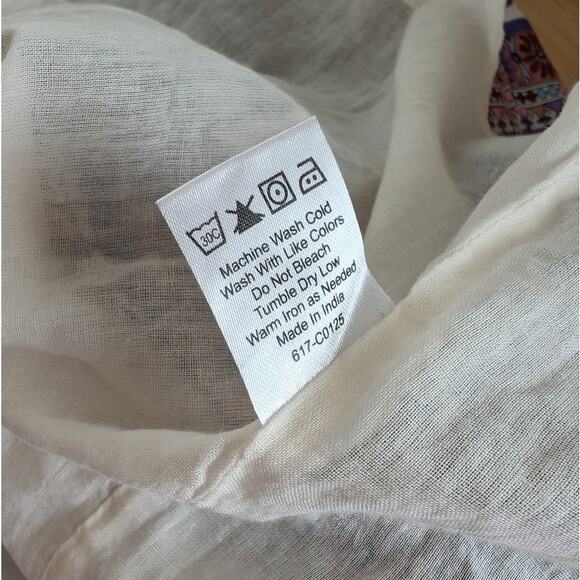 30C
Machine Wash Cold
Wash With Like Colors
Do Not Bleach
Tumble Dry Low
Warm Iron as Needed
Made In India
617-C0125